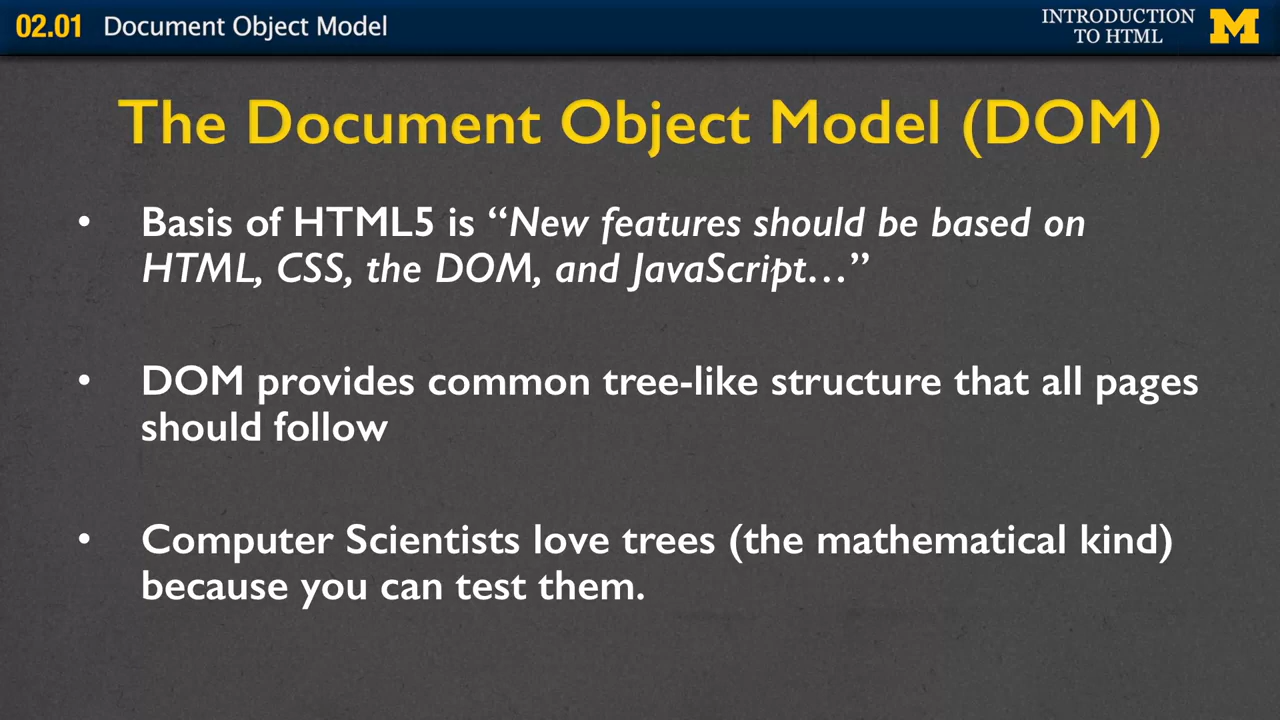 02.01 Document Object Model
INTRODUCTION
TO HTML
M
The Document Object Model (DOM)
• Basis of HTML5 is “New features should be based on
HTML, CSS, the DOM, and JavaScript…”
• DOM provides common tree-like structure that all pages
should follow
• Computer Scientists love trees (the mathematical kind)
because you can test them.